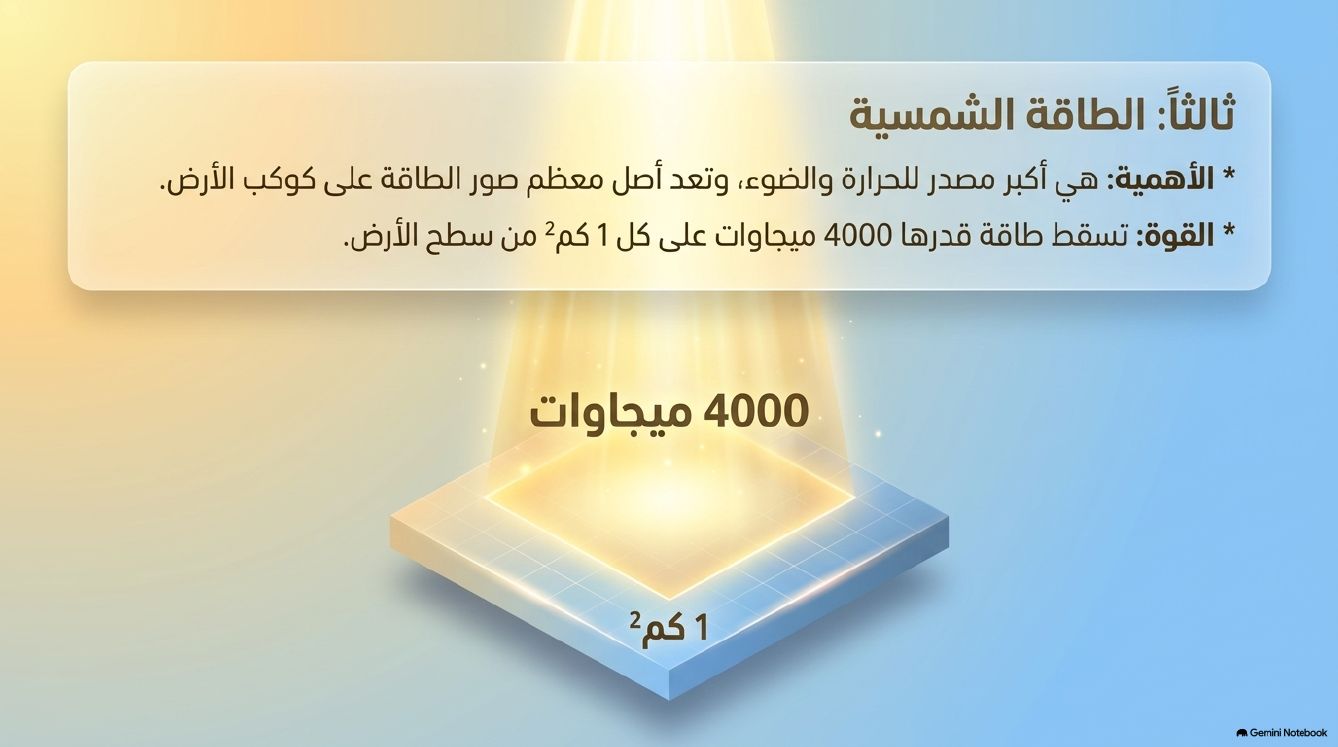 ثالثاً: الطاقة الشمسية
* الأهمية: هي أكبر مصدر للحرارة والضوء، وتعد أصل معظم صور الطاقة على كوكب الأرض.
* القوة: تسقط طاقة قدرها 4000 ميجاوات على كل 1 كم² من سطح الأرض.
4000 ميجاوات
1 كم²
Gemini Notebook